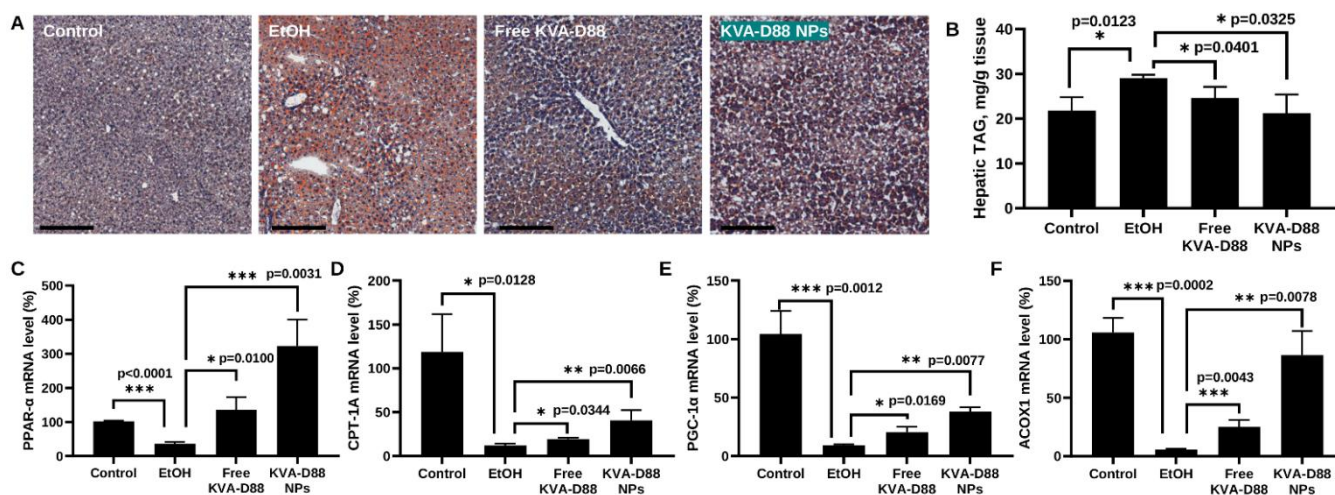 A
Control
EtOH
Free KVA-D88
KVA-D88 NPs
B
Hepatic TAG, mg/g tissue
40
30
20
10
0
p=0.0123
*
* p=0.0325
* p=0.0401
Control
EtOH
Free
KVA-D88
KVA-D88
NPs
C
PPAR-α mRNA level (%)
500
400
300
200
100
0
p<0.0001
***
*** p=0.0031
* p=0.0100
Control
EtOH
Free
KVA-D88
KVA-D88
NPs
D
CPT-1A mRNA level (%)
200
150
100
50
0
* p=0.0128
** p=0.0066
* p=0.0344
Control
EtOH
Free
KVA-D88
KVA-D88
NPs
E
PGC-1α mRNA level (%)
150
100
50
0
*** p=0.0012
** p=0.0077
* p=0.0169
Control
EtOH
Free
KVA-D88
KVA-D88
NPs
F
ACOX1 mRNA level (%)
150
100
50
0
*** p=0.0002
** p=0.0078
p=0.0043
***
Control
EtOH
Free
KVA-D88
KVA-D88
NPs